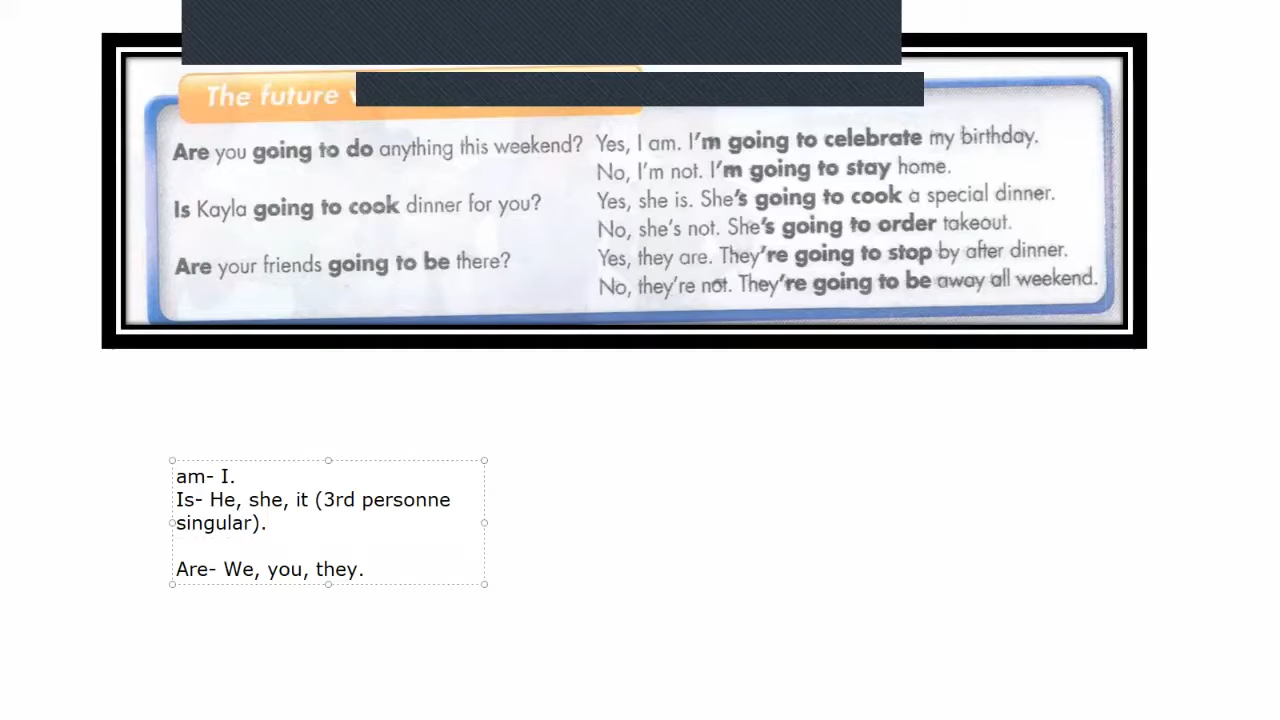 The future
Are you going to do anything this weekend? Yes, I am. I'm going to celebrate my birthday.
No, I'm not. I'm going to stay home.
Is Kayla going to cook dinner for you? Yes, she is. She's going to cook a special dinner.
No, she's not. She's going to order takeout.
Are your friends going to be there? Yes, they are. They're going to stop by after dinner.
No, they're not. They're going to be away all weekend.
am- I.
Is- He, she, it (3rd personne
singular).
Are- We, you, they.